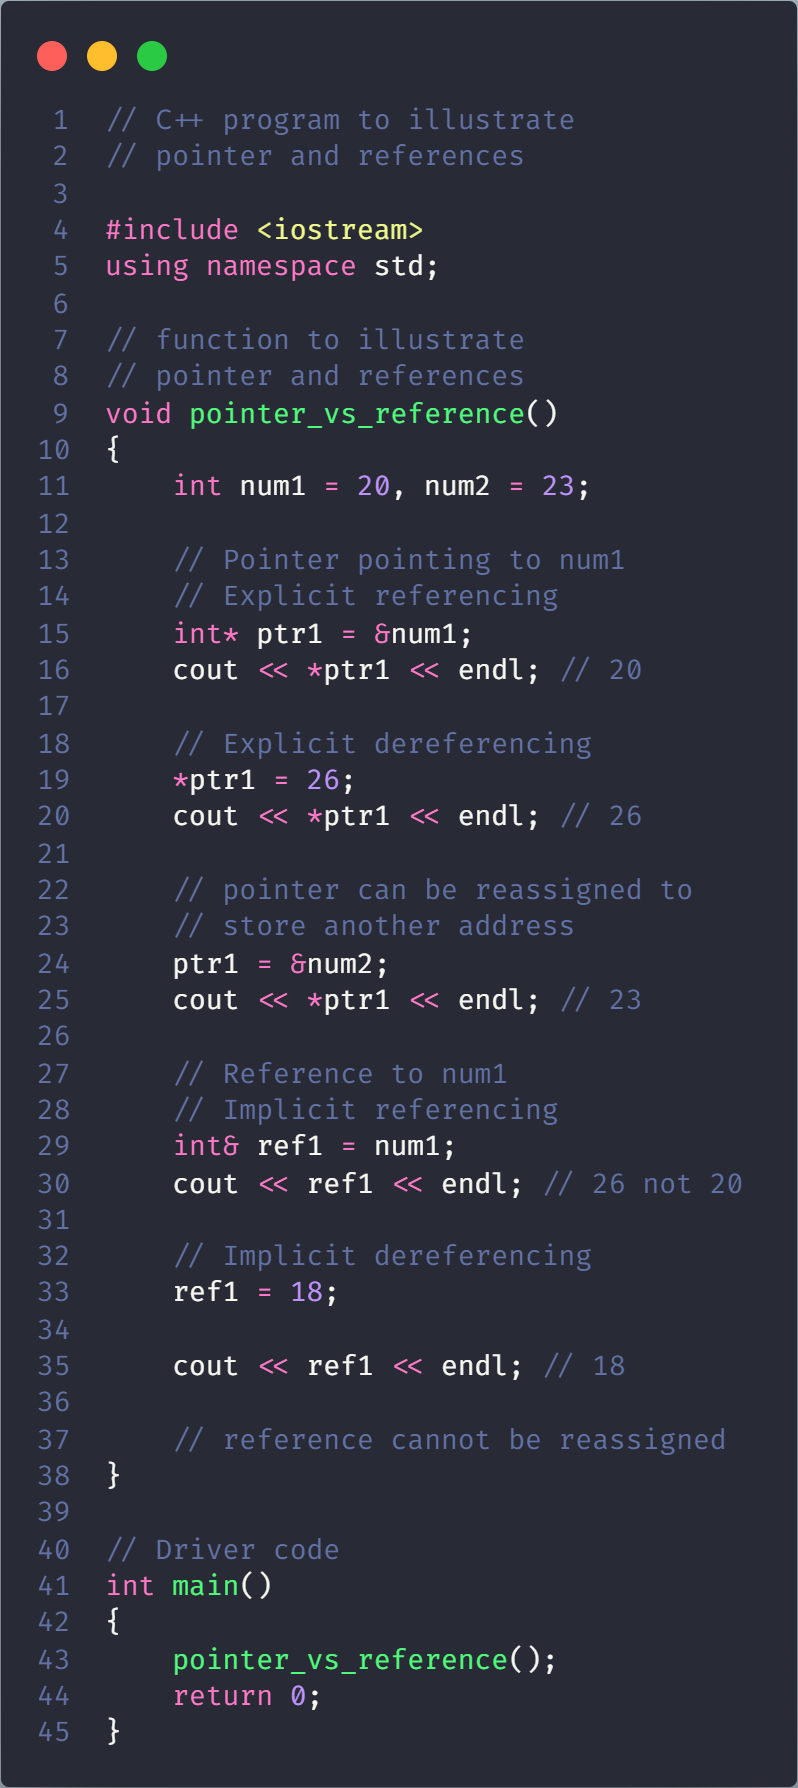 1 // C++ program to illustrate
2 // pointer and references
3
4 #include <iostream>
5 using namespace std;
6
7 // function to illustrate
8 // pointer and references
9 void pointer_vs_reference()
10 {
11     int num1 = 20, num2 = 23;
12
13     // Pointer pointing to num1
14     // Explicit referencing
15     int* ptr1 = &num1;
16     cout << *ptr1 << endl; // 20
17
18     // Explicit dereferencing
19     *ptr1 = 26;
20     cout << *ptr1 << endl; // 26
21
22     // pointer can be reassigned to
23     // store another address
24     ptr1 = &num2;
25     cout << *ptr1 << endl; // 23
26
27     // Reference to num1
28     // Implicit referencing
29     int& ref1 = num1;
30     cout << ref1 << endl; // 26 not 20
31
32     // Implicit dereferencing
33     ref1 = 18;
34
35     cout << ref1 << endl; // 18
36
37     // reference cannot be reassigned
38 }
39
40 // Driver code
41 int main()
42 {
43     pointer_vs_reference();
44     return 0;
45 }